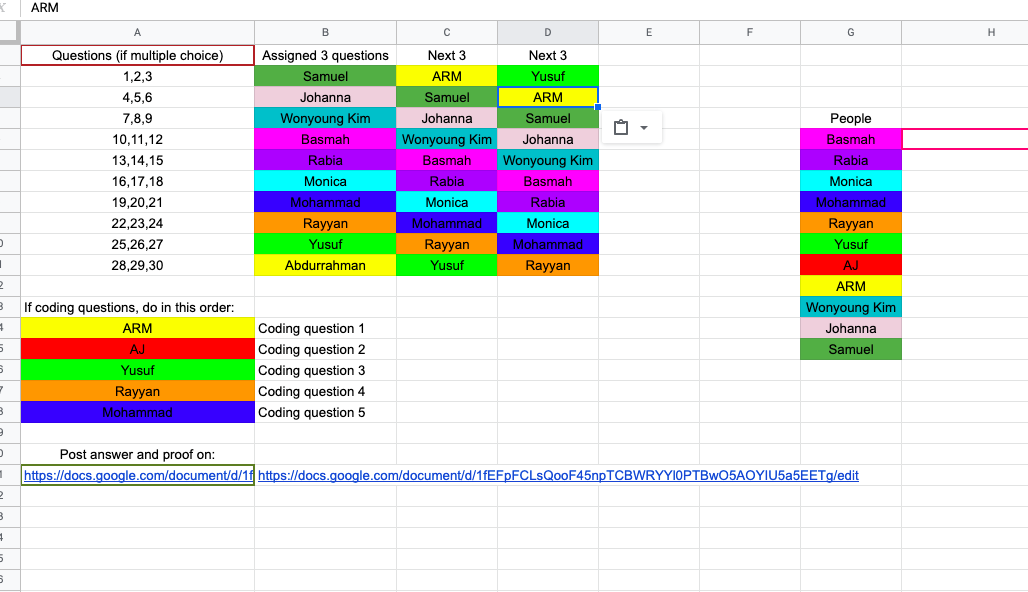 ARM
A B C D E F G H
Questions (if multiple choice) Assigned 3 questions Next 3 Next 3
1,2,3 Samuel ARM Yusuf
4,5,6 Johanna Samuel ARM
7,8,9 Wonyoung Kim Johanna Samuel People
10,11,12 Basmah Wonyoung Kim Johanna Basmah
13,14,15 Rabia Basmah Wonyoung Kim Rabia
16,17,18 Monica Rabia Basmah Monica
19,20,21 Mohammad Monica Rabia Mohammad
22,23,24 Rayyan Mohammad Monica Rayyan
25,26,27 Yusuf Rayyan Mohammad Yusuf
28,29,30 Abdurrahman Yusuf Rayyan AJ
ARM
If coding questions, do in this order: Wonyoung Kim
ARM Coding question 1 Johanna
AJ Coding question 2 Samuel
Yusuf Coding question 3
Rayyan Coding question 4
Mohammad Coding question 5
Post answer and proof on:
https://docs.google.com/document/d/1f https://docs.google.com/document/d/1fEFpFCLsQooF45npTCBWRYYI0PTBwO5AOYIU5a5EETg/edit